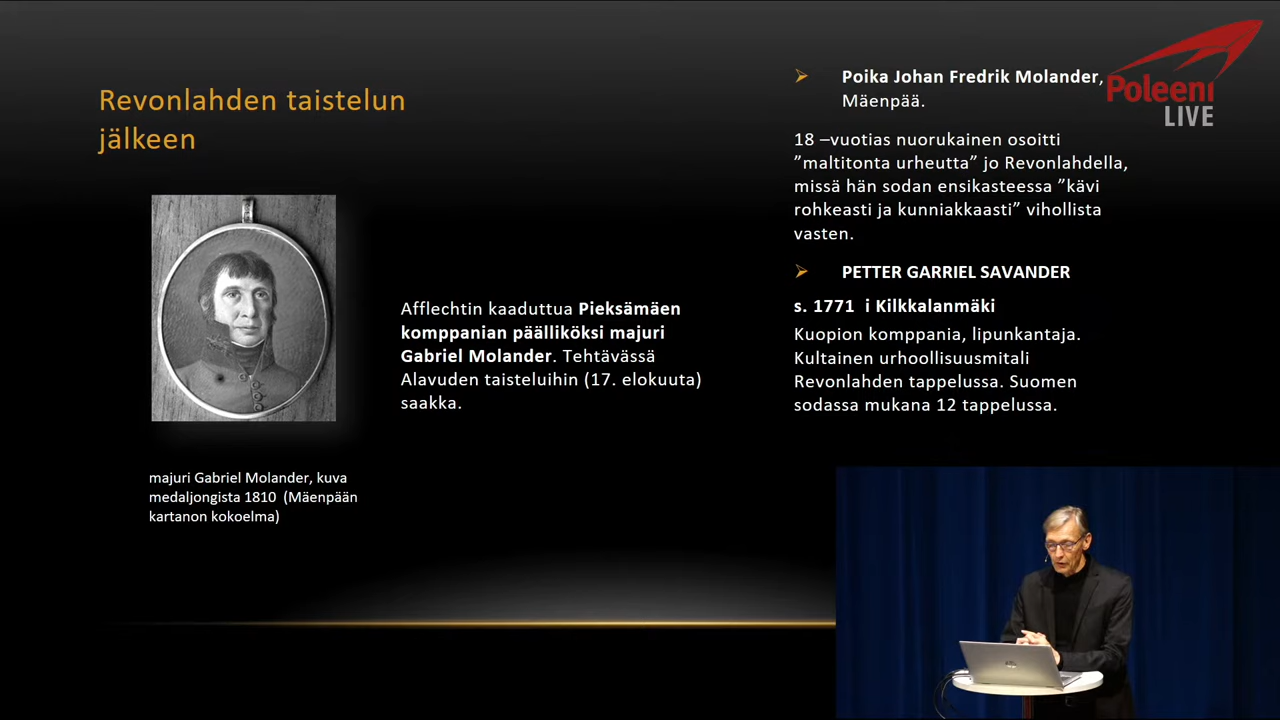 Revonlahden taistelun
jälkeen
majuri Gabriel Molander, kuva
medaljongista 1810 (Mäenpään
kartanon kokoelma)
Afflechtin kaaduttua Pieksämäen
komppanian päälliköksi majuri
Gabriel Molander. Tehtävässä
Alavuden taisteluihin (17. elokuuta)
saakka.
Poika Johan Fredrik Molander,
Mäenpää.
18 –vuotias nuorukainen osoitti
”maltitonta urheutta” jo Revonlahdella,
missä hän sodan ensikasteessa ”kävi
rohkeasti ja kunniakkaasti” vihollista
vasten.
PETTER GARRIEL SAVANDER
s. 1771 i Kilkkalanmäki
Kuopion komppania, lipunkantaja.
Kultainen urhoollisuusmitali
Revonlahden tappelussa. Suomen
sodassa mukana 12 tappelussa.
Poleeni
LIVE
hp